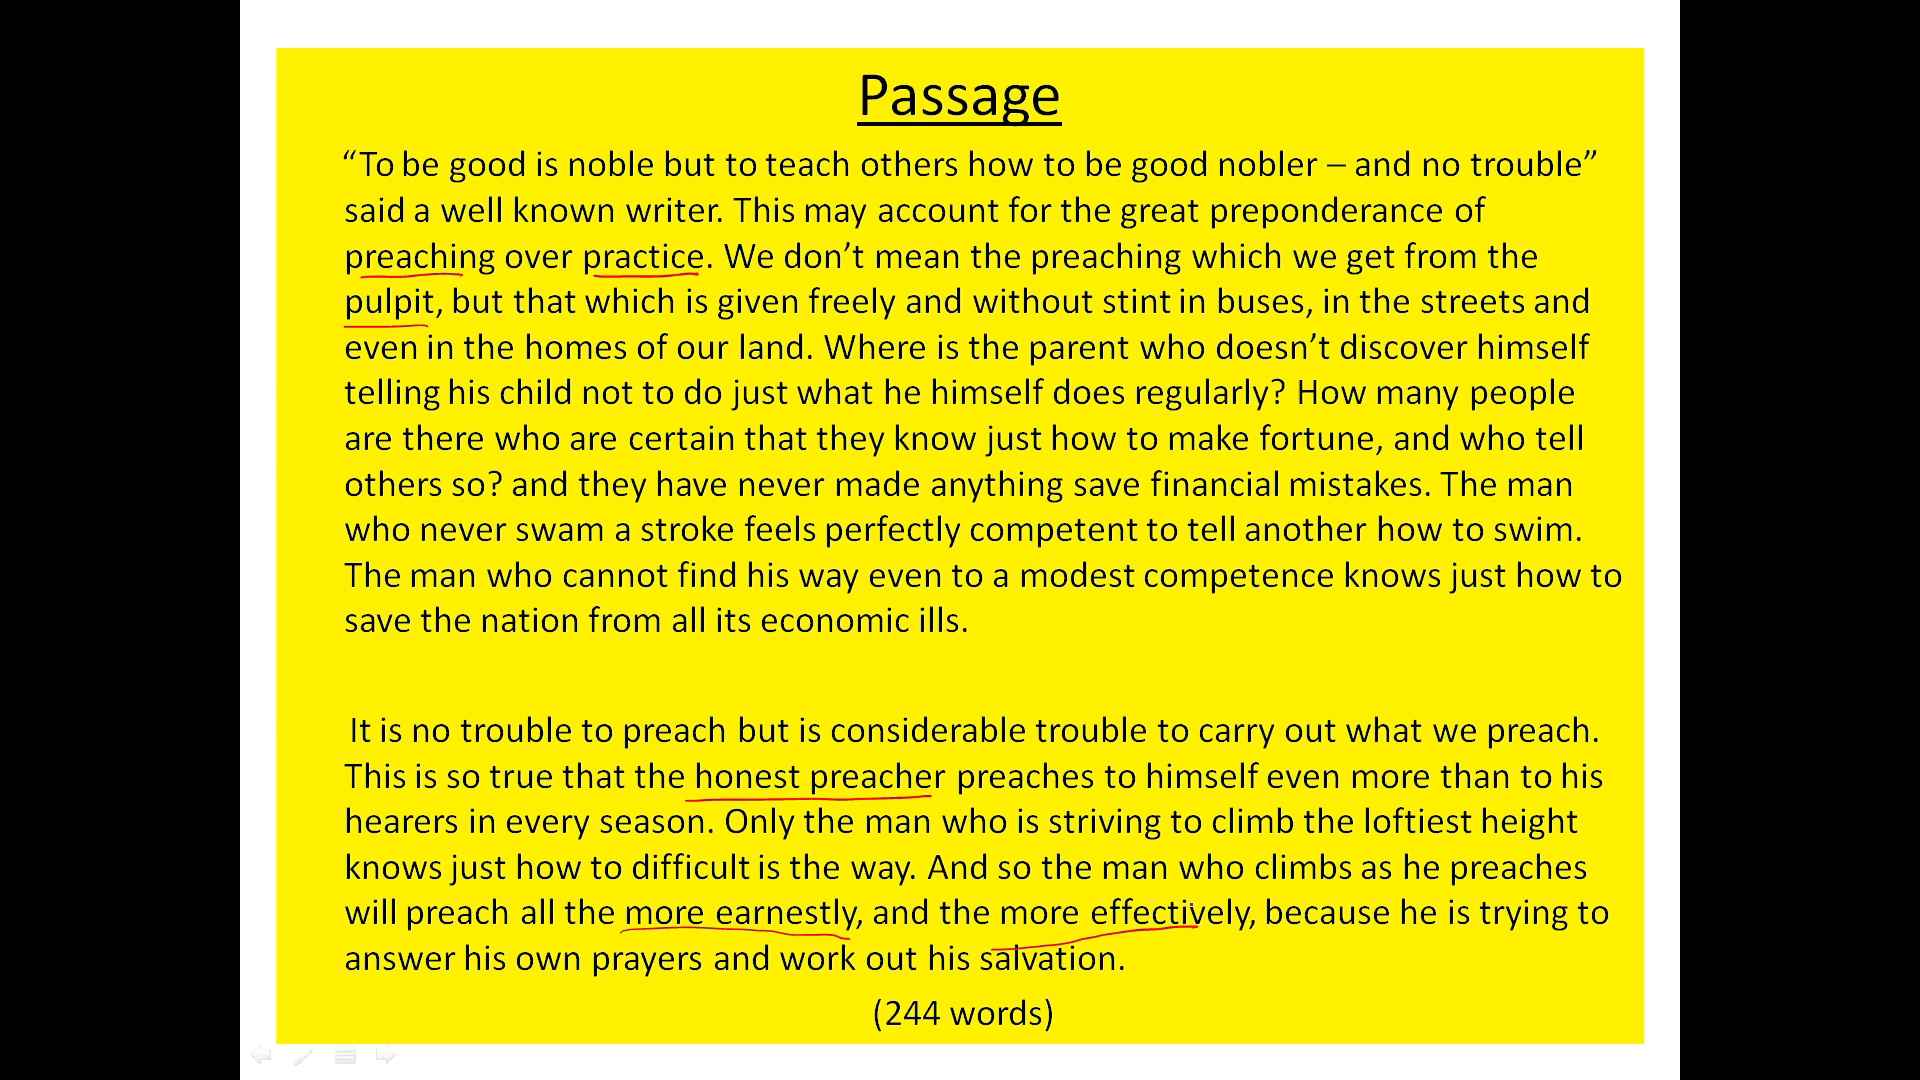 Passage
“To be good is noble but to teach others how to be good nobler – and no trouble”
said a well known writer. This may account for the great preponderance of
preaching over practice. We don’t mean the preaching which we get from the
pulpit, but that which is given freely and without stint in buses, in the streets and
even in the homes of our land. Where is the parent who doesn’t discover himself
telling his child not to do just what he himself does regularly? How many people
are there who are certain that they know just how to make fortune, and who tell
others so? and they have never made anything save financial mistakes. The man
who never swam a stroke feels perfectly competent to tell another how to swim.
The man who cannot find his way even to a modest competence knows just how to
save the nation from all its economic ills.
It is no trouble to preach but is considerable trouble to carry out what we preach.
This is so true that the honest preacher preaches to himself even more than to his
hearers in every season. Only the man who is striving to climb the loftiest height
knows just how to difficult is the way. And so the man who climbs as he preaches
will preach all the more earnestly, and the more effectively, because he is trying to
answer his own prayers and work out his salvation.
(244 words)